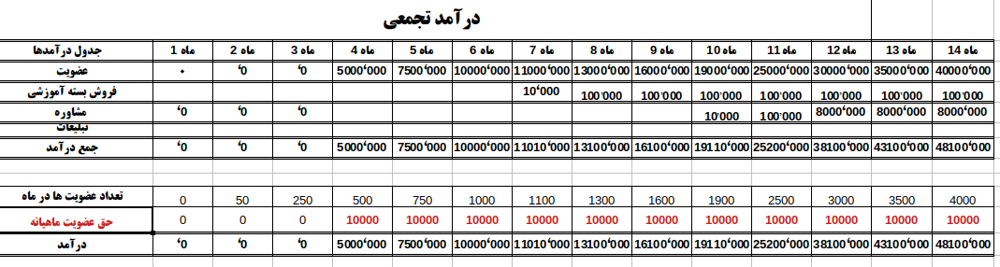 درآمد تجمعی
جدول درآمدها ماه 1 ماه 2 ماه 3 ماه 4 ماه 5 ماه 6 ماه 7 ماه 8 ماه 9 ماه 10 ماه 11 ماه 12 ماه 13 ماه 14
عضویت ۰ ‘0 ‘0 5000‘000 7500‘000 10000‘000 11000‘000 13000‘000 16000‘000 19000‘000 25000‘000 30000‘000 35000‘000 40000‘000
فروش بسته آموزشی 10‘000 100‘000 100‘000 100‘000 100‘000 100‘000 100‘000 100‘000
مشاوره ‘0 ‘0 ‘0 10‘000 100‘000 8000‘000 8000‘000 8000‘000
تبلیغات
جمع درآمد ‘0 ‘0 ‘0 5000‘000 7500‘000 10000‘000 11010‘000 13100‘000 16100‘000 19110‘000 25200‘000 38100‘000 43100‘000 48100‘000
تعداد عضویت ها در ماه 0 50 250 500 750 1000 1100 1300 1600 1900 2500 3000 3500 4000
حق عضویت ماهیانه 0 0 0 10000 10000 10000 10000 10000 10000 10000 10000 10000 10000 10000
درآمد ‘0 ‘0 ‘0 5000‘000 7500‘000 10000‘000 11010‘000 13100‘000 16100‘000 19110‘000 25200‘000 38100‘000 43100‘000 48100‘000